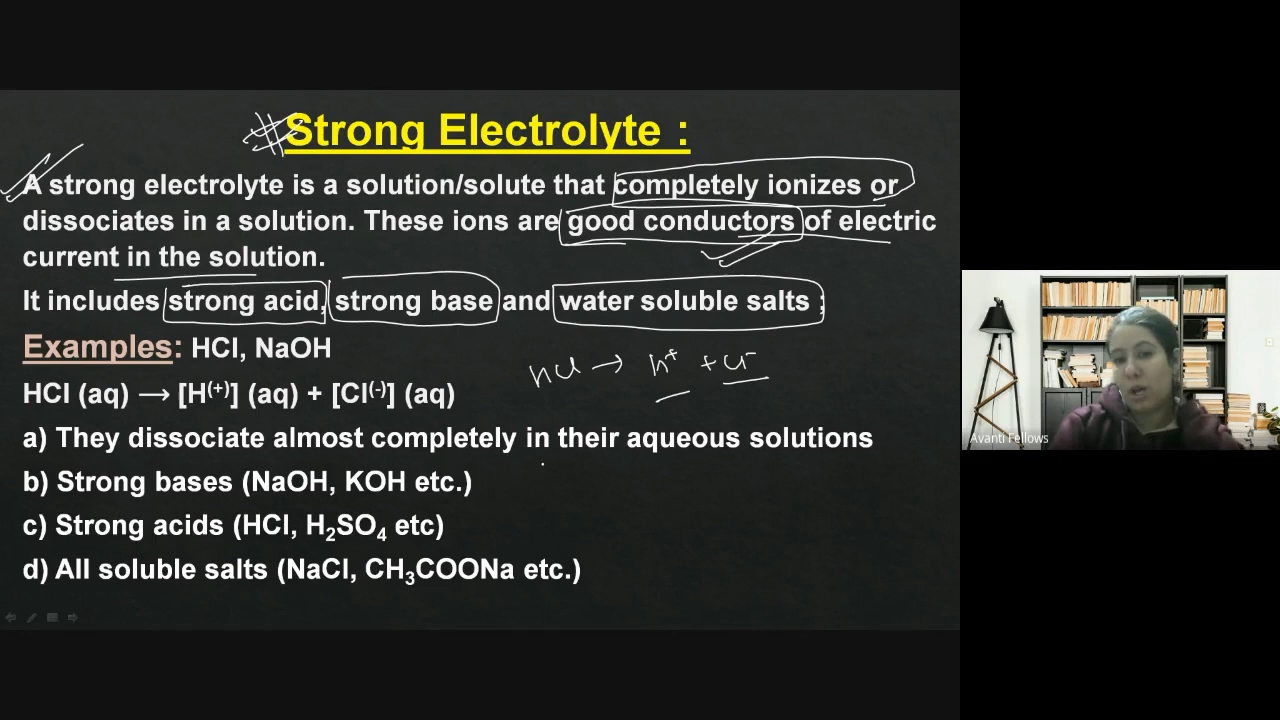 Strong Electrolyte :
A strong electrolyte is a solution/solute that completely ionizes or
dissociates in a solution. These ions are good conductors of electric
current in the solution.
It includes strong acid, strong base and water soluble salts :
Examples: HCl, NaOH
HCl → H⁺ + Cl⁻
HCl (aq) ⟶ [H⁽⁺⁾] (aq) + [Cl⁽⁻⁾] (aq)
a) They dissociate almost completely in their aqueous solutions
b) Strong bases (NaOH, KOH etc.)
c) Strong acids (HCl, H₂SO₄ etc)
d) All soluble salts (NaCl, CH₃COONa etc.)
Avanti Fellows